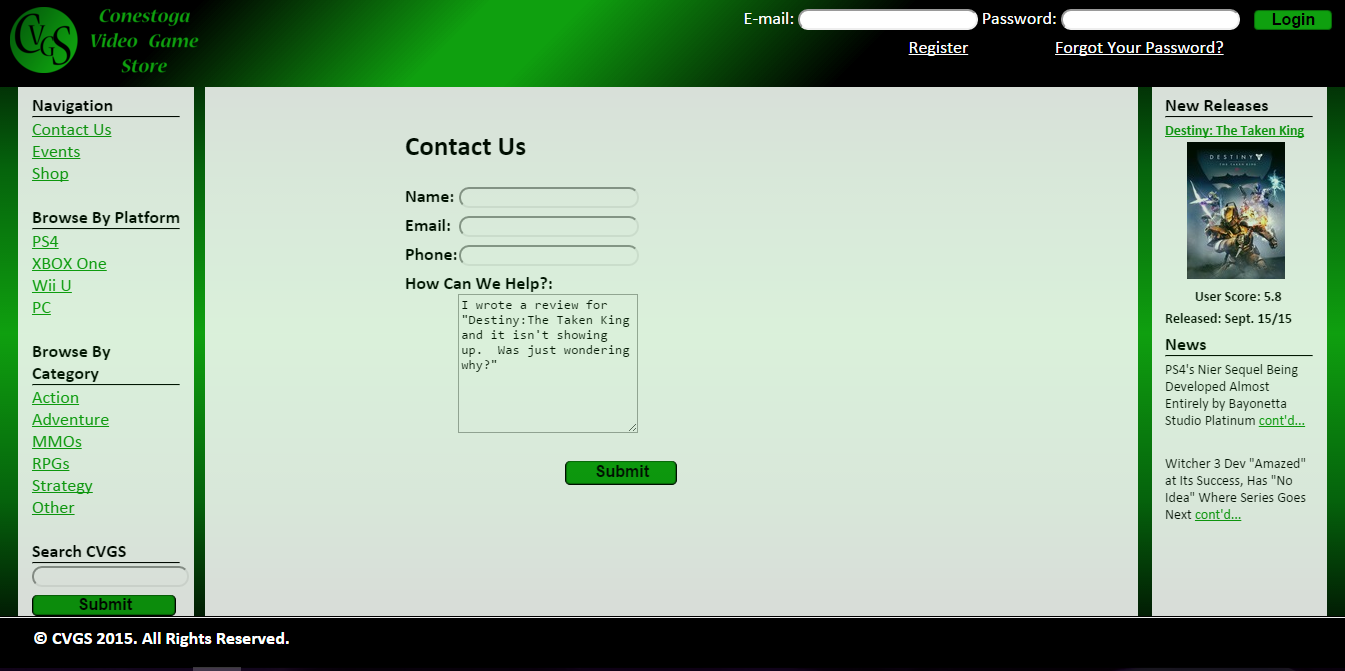 CVGS
Conestoga
Video Game
Store
E-mail:
Password:
Login
Register
Forgot Your Password?
Navigation
Contact Us
Events
Shop
Browse By Platform
PS4
XBOX One
Wii U
PC
Browse By
Category
Action
Adventure
MMOs
RPGs
Strategy
Other
Search CVGS
Submit
Contact Us
Name:
Email:
Phone:
How Can We Help?:
I wrote a review for
"Destiny:The Taken King
and it isn't showing
up.  Was just wondering
why?"
Submit
New Releases
Destiny: The Taken King
DESTINY
THE TAKEN KING
User Score: 5.8
Released: Sept. 15/15
News
PS4's Nier Sequel Being
Developed Almost
Entirely by Bayonetta
Studio Platinum cont'd...
Witcher 3 Dev "Amazed"
at Its Success, Has "No
Idea" Where Series Goes
Next cont'd...
© CVGS 2015. All Rights Reserved.